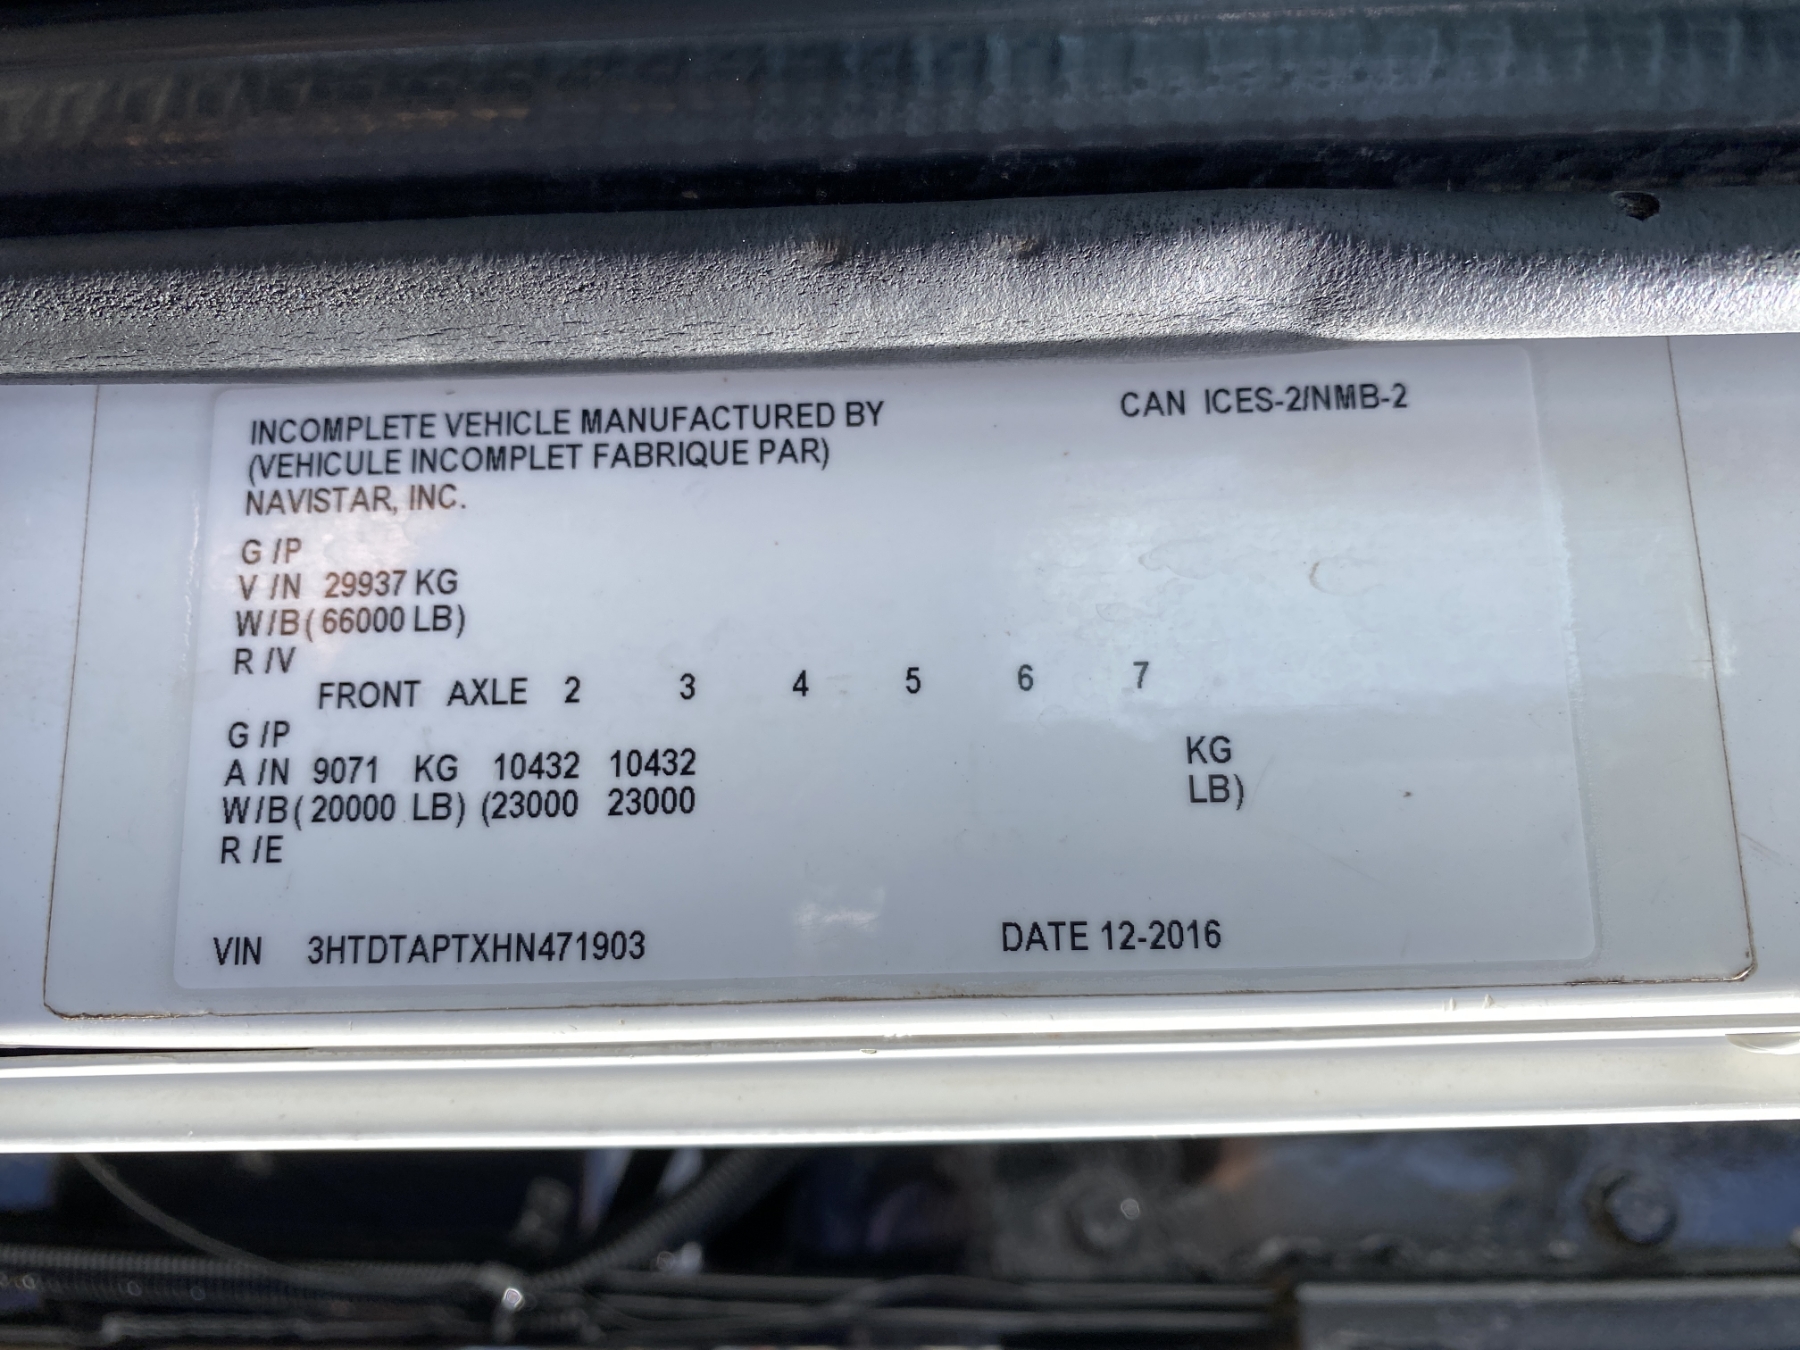 INCOMPLETE VEHICLE MANUFACTURED BY
(VEHICULE INCOMPLET FABRIQUE PAR)
NAVISTAR, INC.
CAN ICES-2/NMB-2
G /P
V /N 29937 KG
W/B ( 66000 LB)
R /V
FRONT AXLE 2 3 4 5 6 7
G /P
A /N 9071 KG 10432 10432 KG
W/B ( 20000 LB) (23000 23000 LB)
R /E
VIN 3HTDTAPTXHN471903 DATE 12-2016